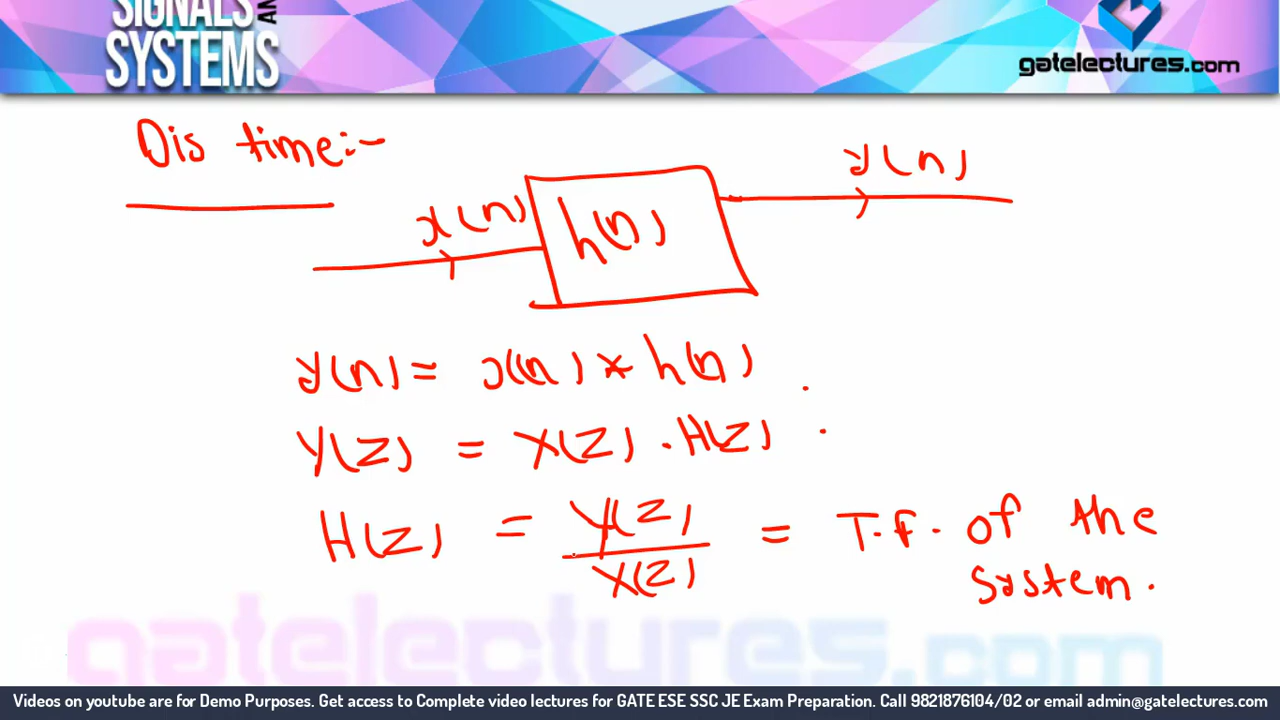 SIGNALS AN
SYSTEMS
gatelectures.com
Dis time:-
x(n) h(n) y(n)
y(n) = x(n) * h(n) .
Y(Z) = X(Z) . H(Z) .
H(Z) = Y(Z) / X(Z) = T.F. of the
system.
gatelectures.com
Videos on youtube are for Demo Purposes. Get access to Complete video lectures for GATE ESE SSC JE Exam Preparation. Call 9821876104/02 or email admin@gatelectures.com